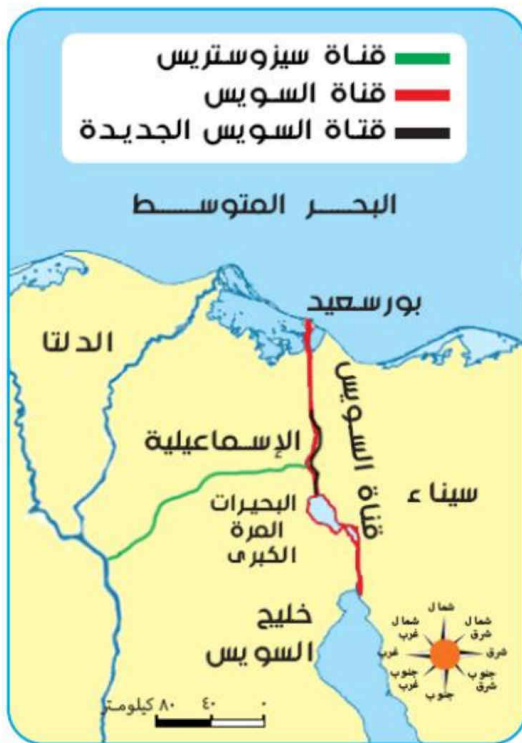 قناة سيزوستريس
قناة السويس
قتاة السويس الجديدة
البحر المتوسط
بورسعيد
الدلتا
قناة السويس
الإسماعيلية
سيناء
البحيرات
المرة
الكبرى
خليج
السويس
شمال
شمال
غرب
شمال
شرق
غرب
شرق
جنوب
غرب
جنوب
شرق
جنوب
٨٠ كيلومتر ٤٠ ٠